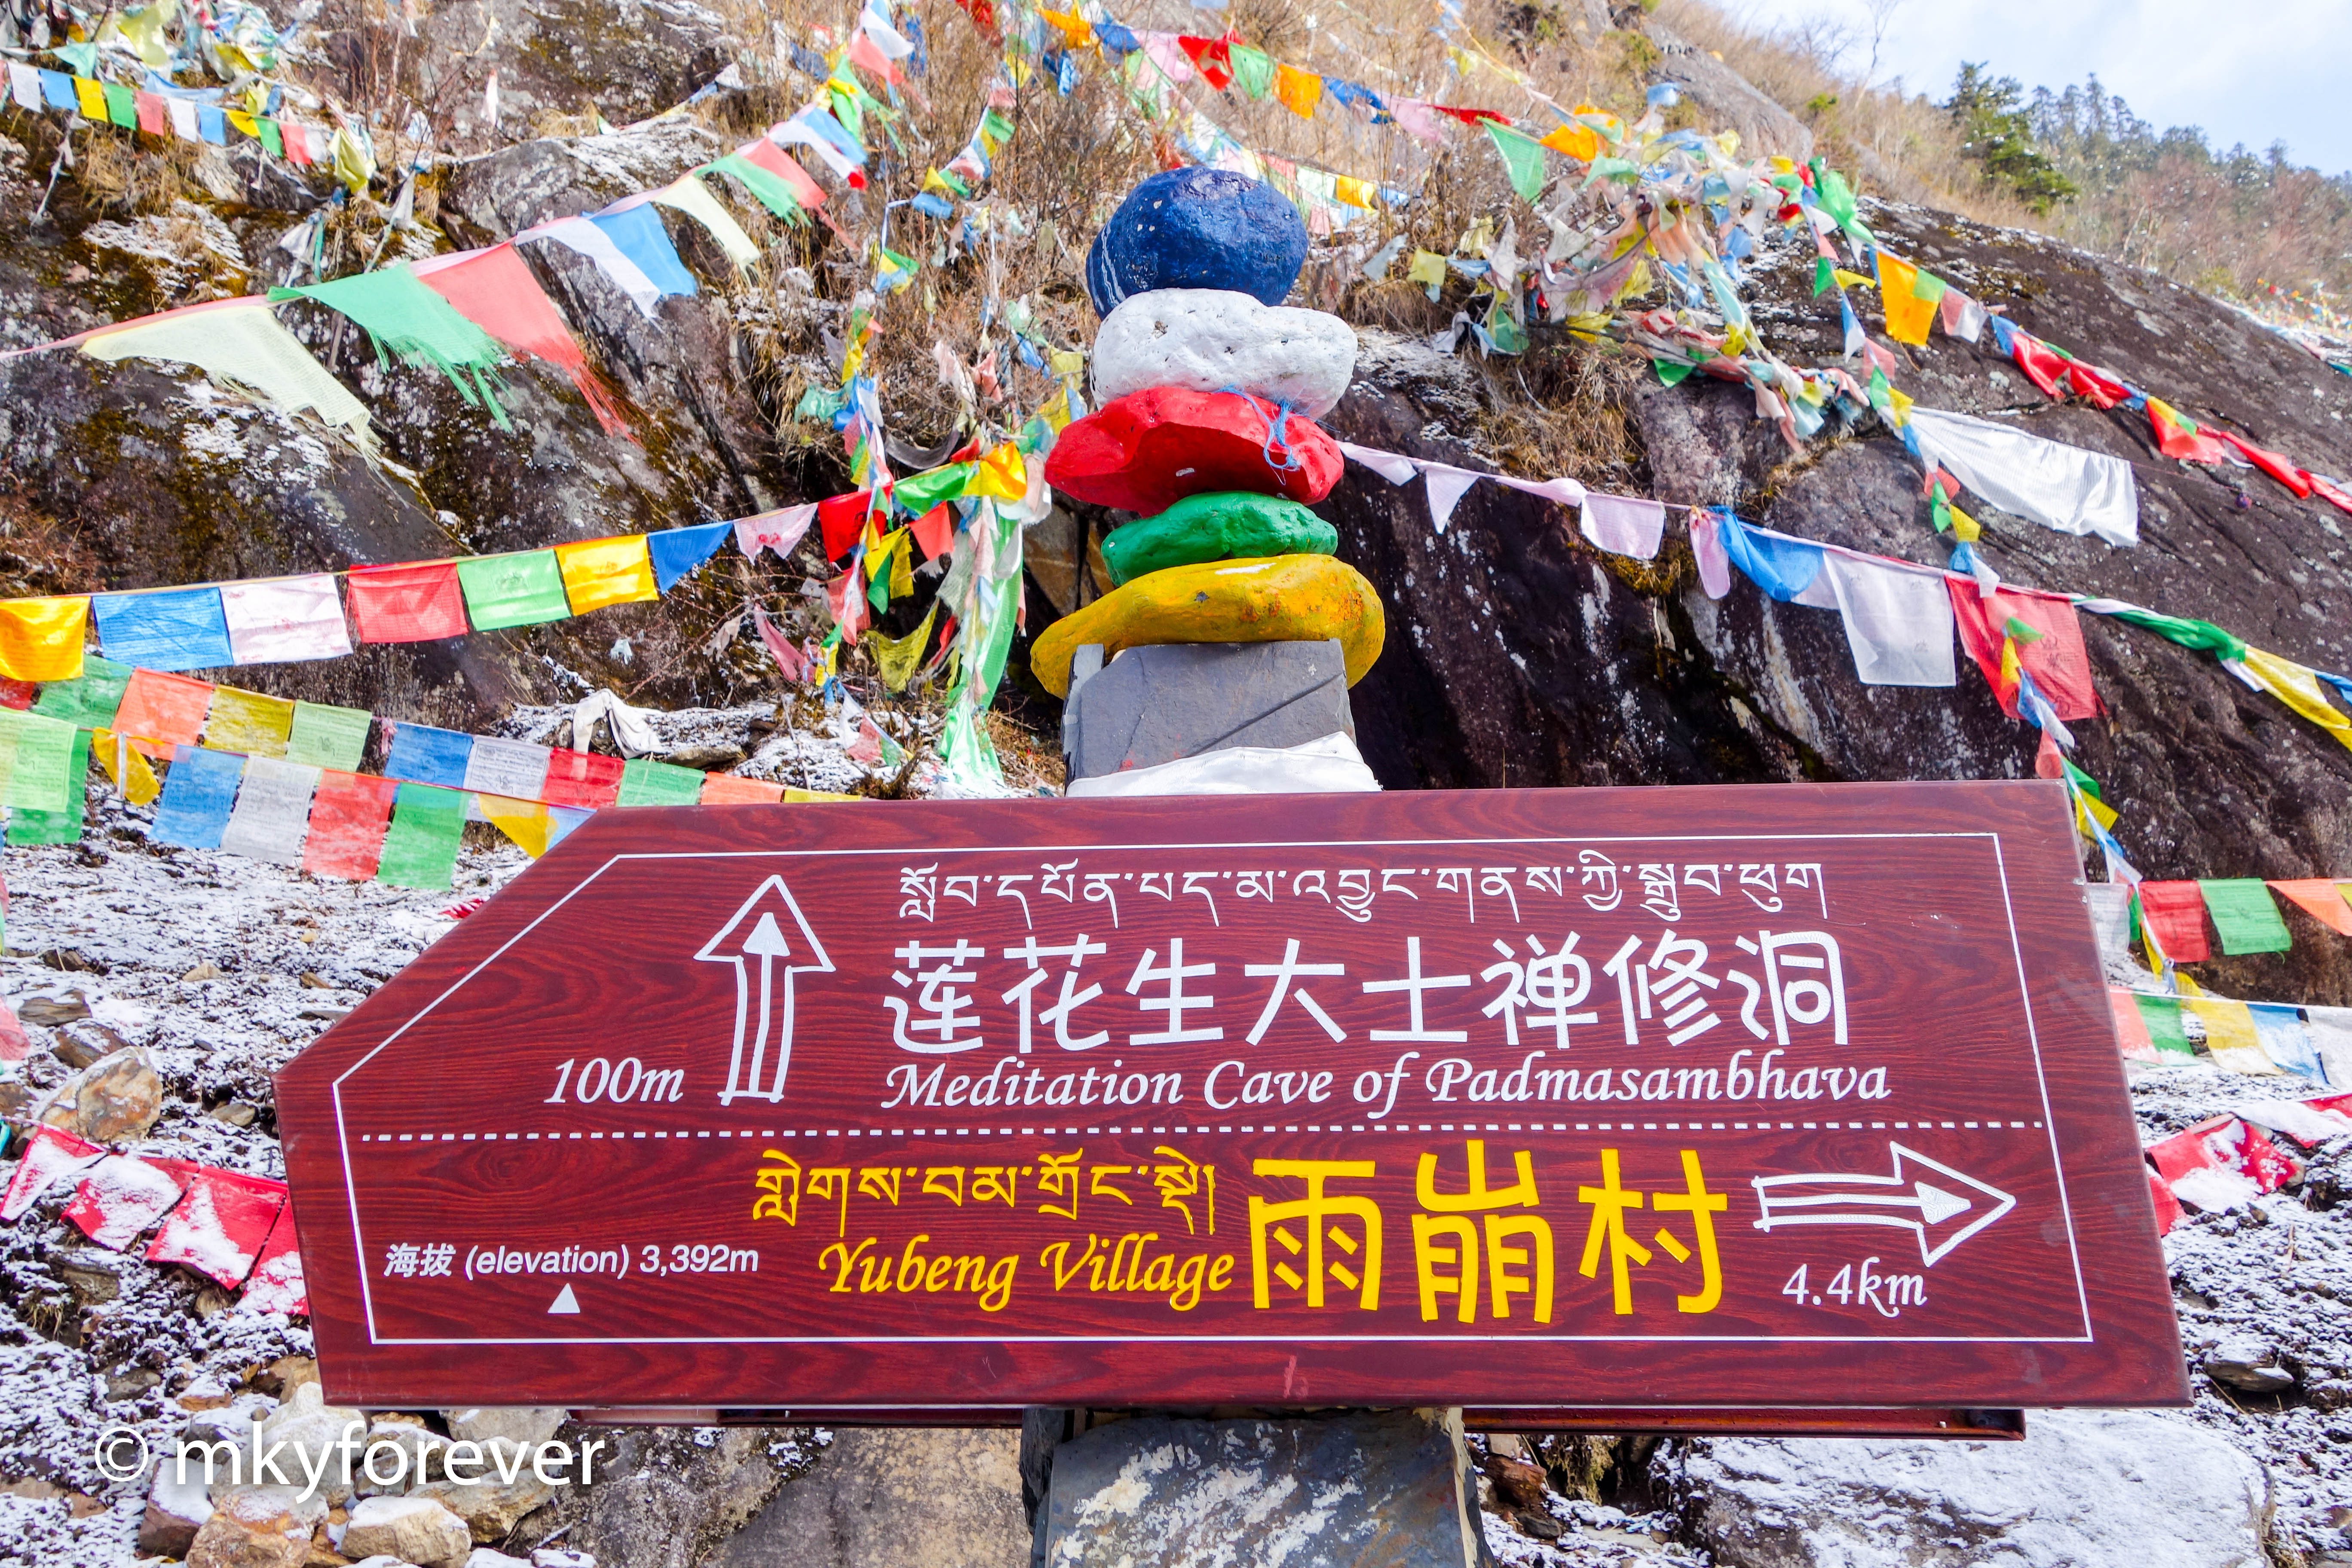 སློབ་དཔོན་པད་མ་འབྱུང་གནས་ཀྱི་སྒྲུབ་ཕུག
莲花生大士禅修洞
100m
Meditation Cave of Padmasambhava
གླེགས་བམ་གྲོང་སྡེ།
雨崩村
Yubeng Village
海拔 (elevation) 3,392m
4.4km
© mkyforever